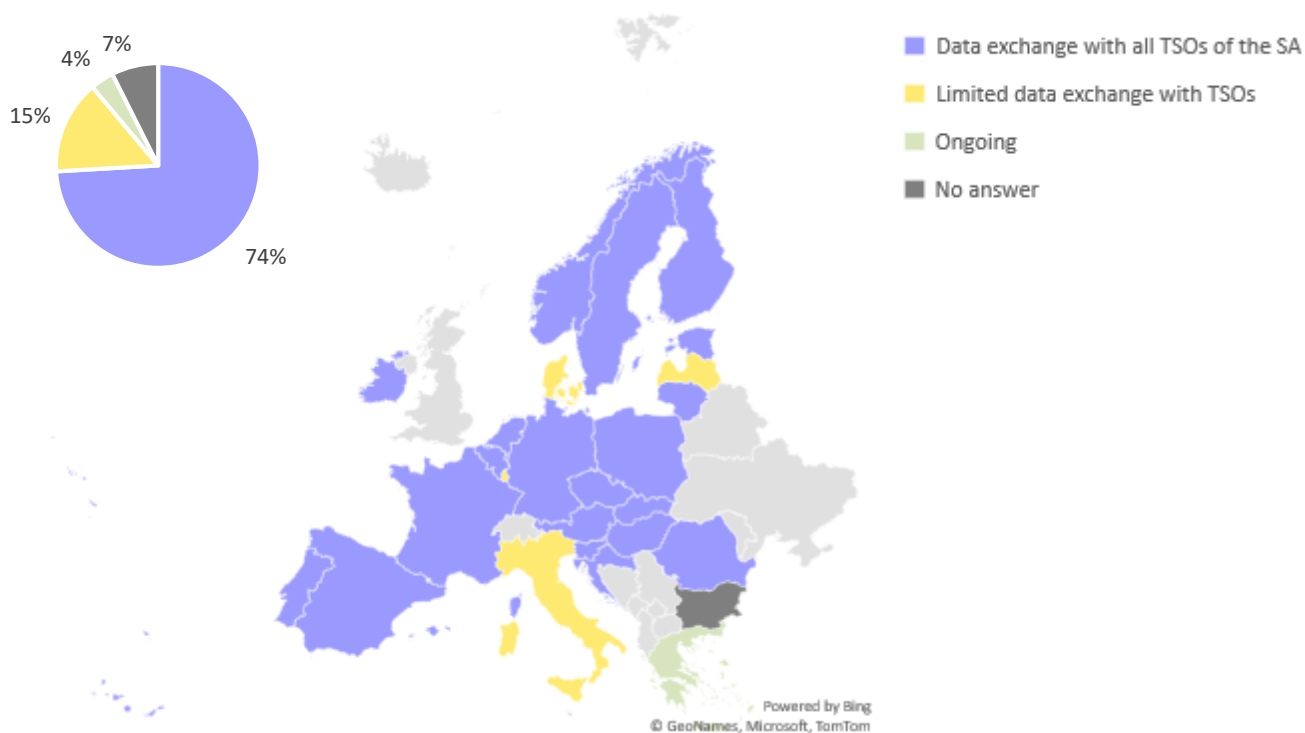 7%
4%
15%
74%
Data exchange with all TSOs of the SA
Limited data exchange with TSOs
Ongoing
No answer
Powered by Bing
© GeoNames, Microsoft, TomTom